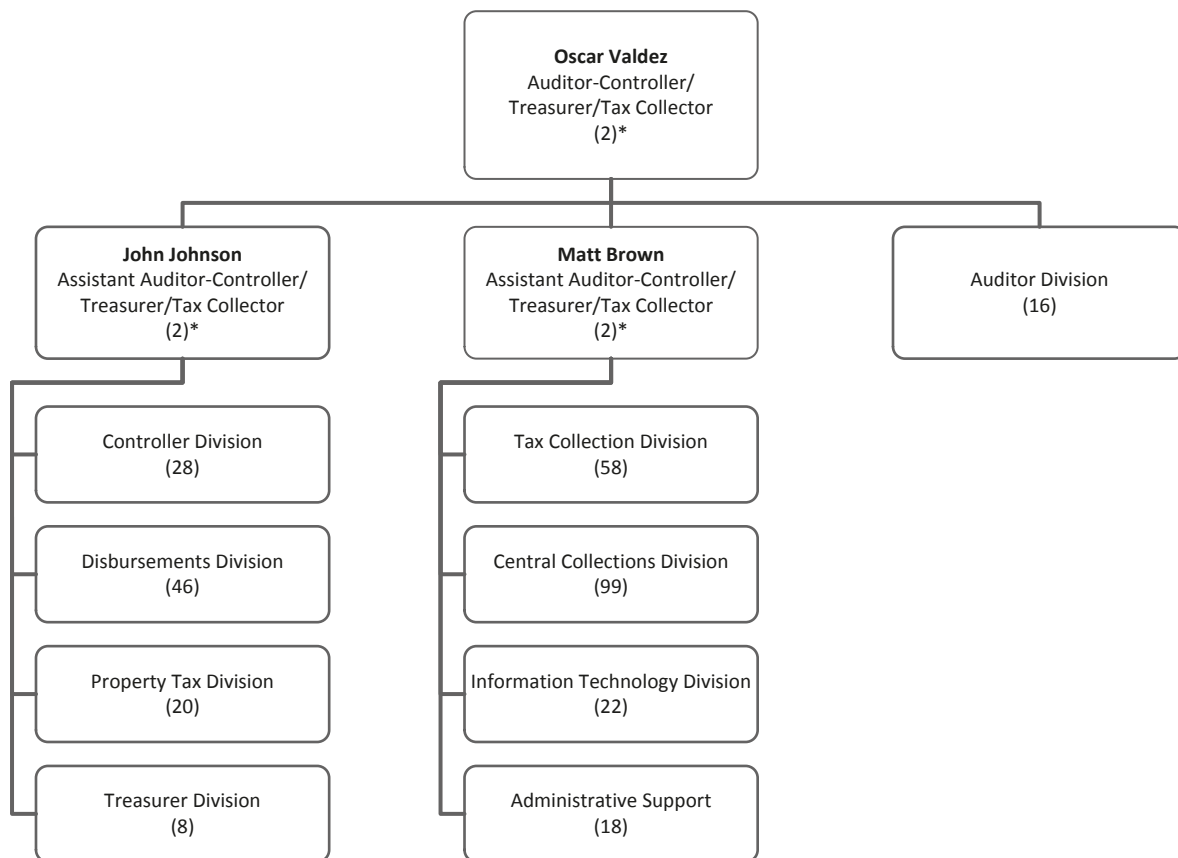 Oscar Valdez
Auditor-Controller/
Treasurer/Tax Collector
(2)*
John Johnson
Assistant Auditor-Controller/
Treasurer/Tax Collector
(2)*
Matt Brown
Assistant Auditor-Controller/
Treasurer/Tax Collector
(2)*
Auditor Division
(16)
Controller Division
(28)
Disbursements Division
(46)
Property Tax Division
(20)
Treasurer Division
(8)
Tax Collection Division
(58)
Central Collections Division
(99)
Information Technology Division
(22)
Administrative Support
(18)